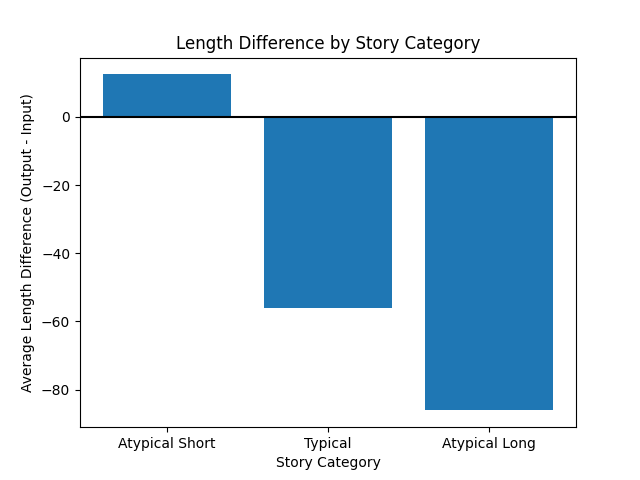 Length Difference by Story Category
Average Length Difference (Output - Input)
0
−20
−40
−60
−80
Atypical Short
Typical
Atypical Long
Story Category